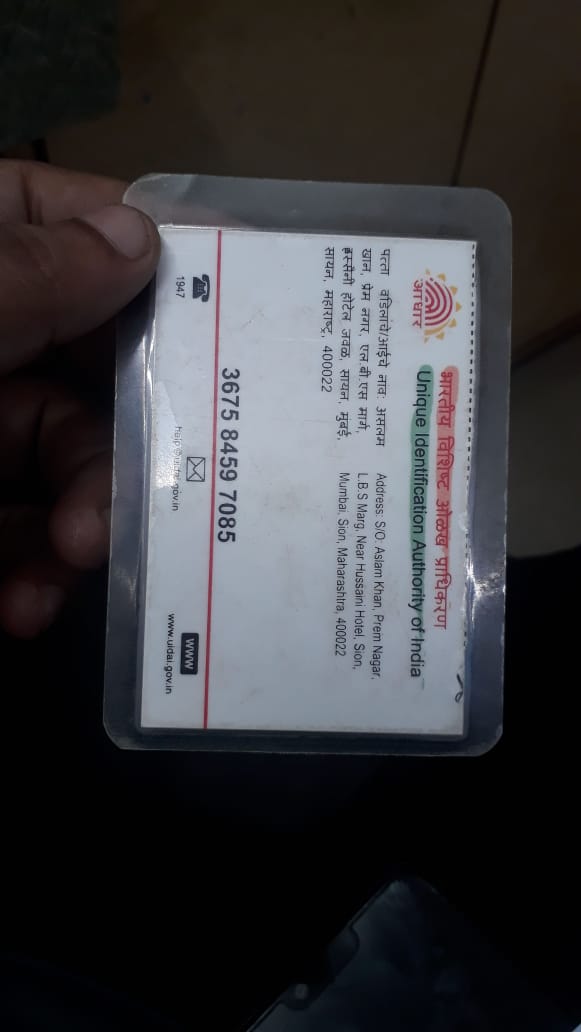 आधार
भारतीय विशिष्ट ओळख प्राधिकरण
Unique Identification Authority of India
पत्ता वडिलांचे/आईचे नाव: असलम
खान, प्रेम नगर, एल.बी.एस मार्ग,
हुस्सैनी होटेल जवळ, सायन, मुंबई,
सायन, महाराष्ट्र, 400022
Address: S/O: Aslam Khan, Prem Nagar,
L.B.S Marg, Near Hussaini Hotel, Sion,
Mumbai, Sion, Maharashtra, 400022
3675 8459 7085
1947
help@uidai.gov.in
www
www.uidai.gov.in